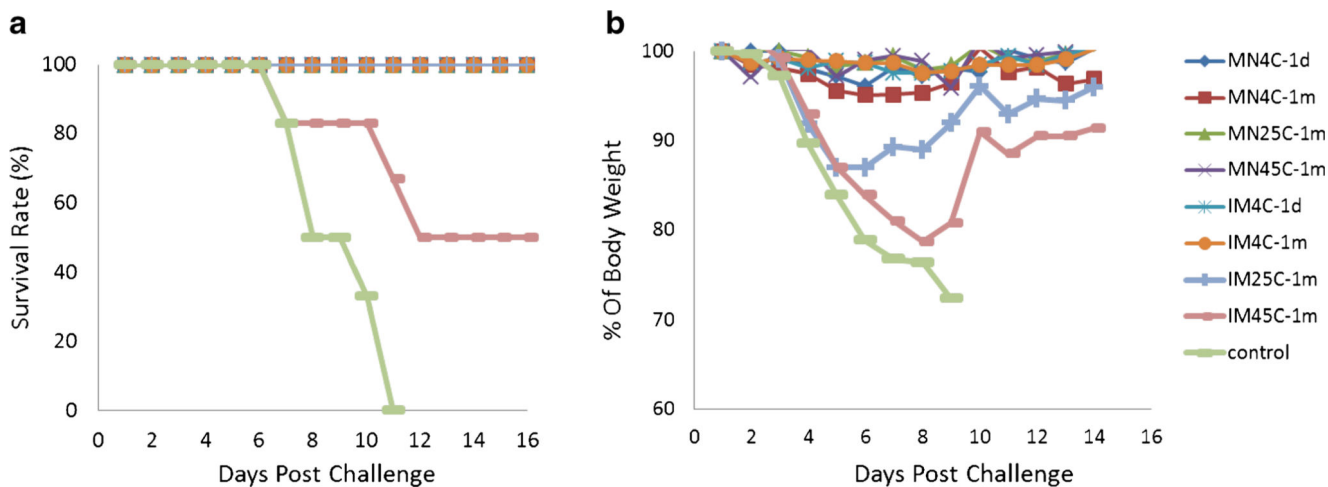 a
Survival Rate (%)
100
80
60
40
20
0
0 2 4 6 8 10 12 14 16
Days Post Challenge
b
% Of Body Weight
100
90
80
70
60
0 2 4 6 8 10 12 14 16
Days Post Challenge
MN4C-1d
MN4C-1m
MN25C-1m
MN45C-1m
IM4C-1d
IM4C-1m
IM25C-1m
IM45C-1m
control